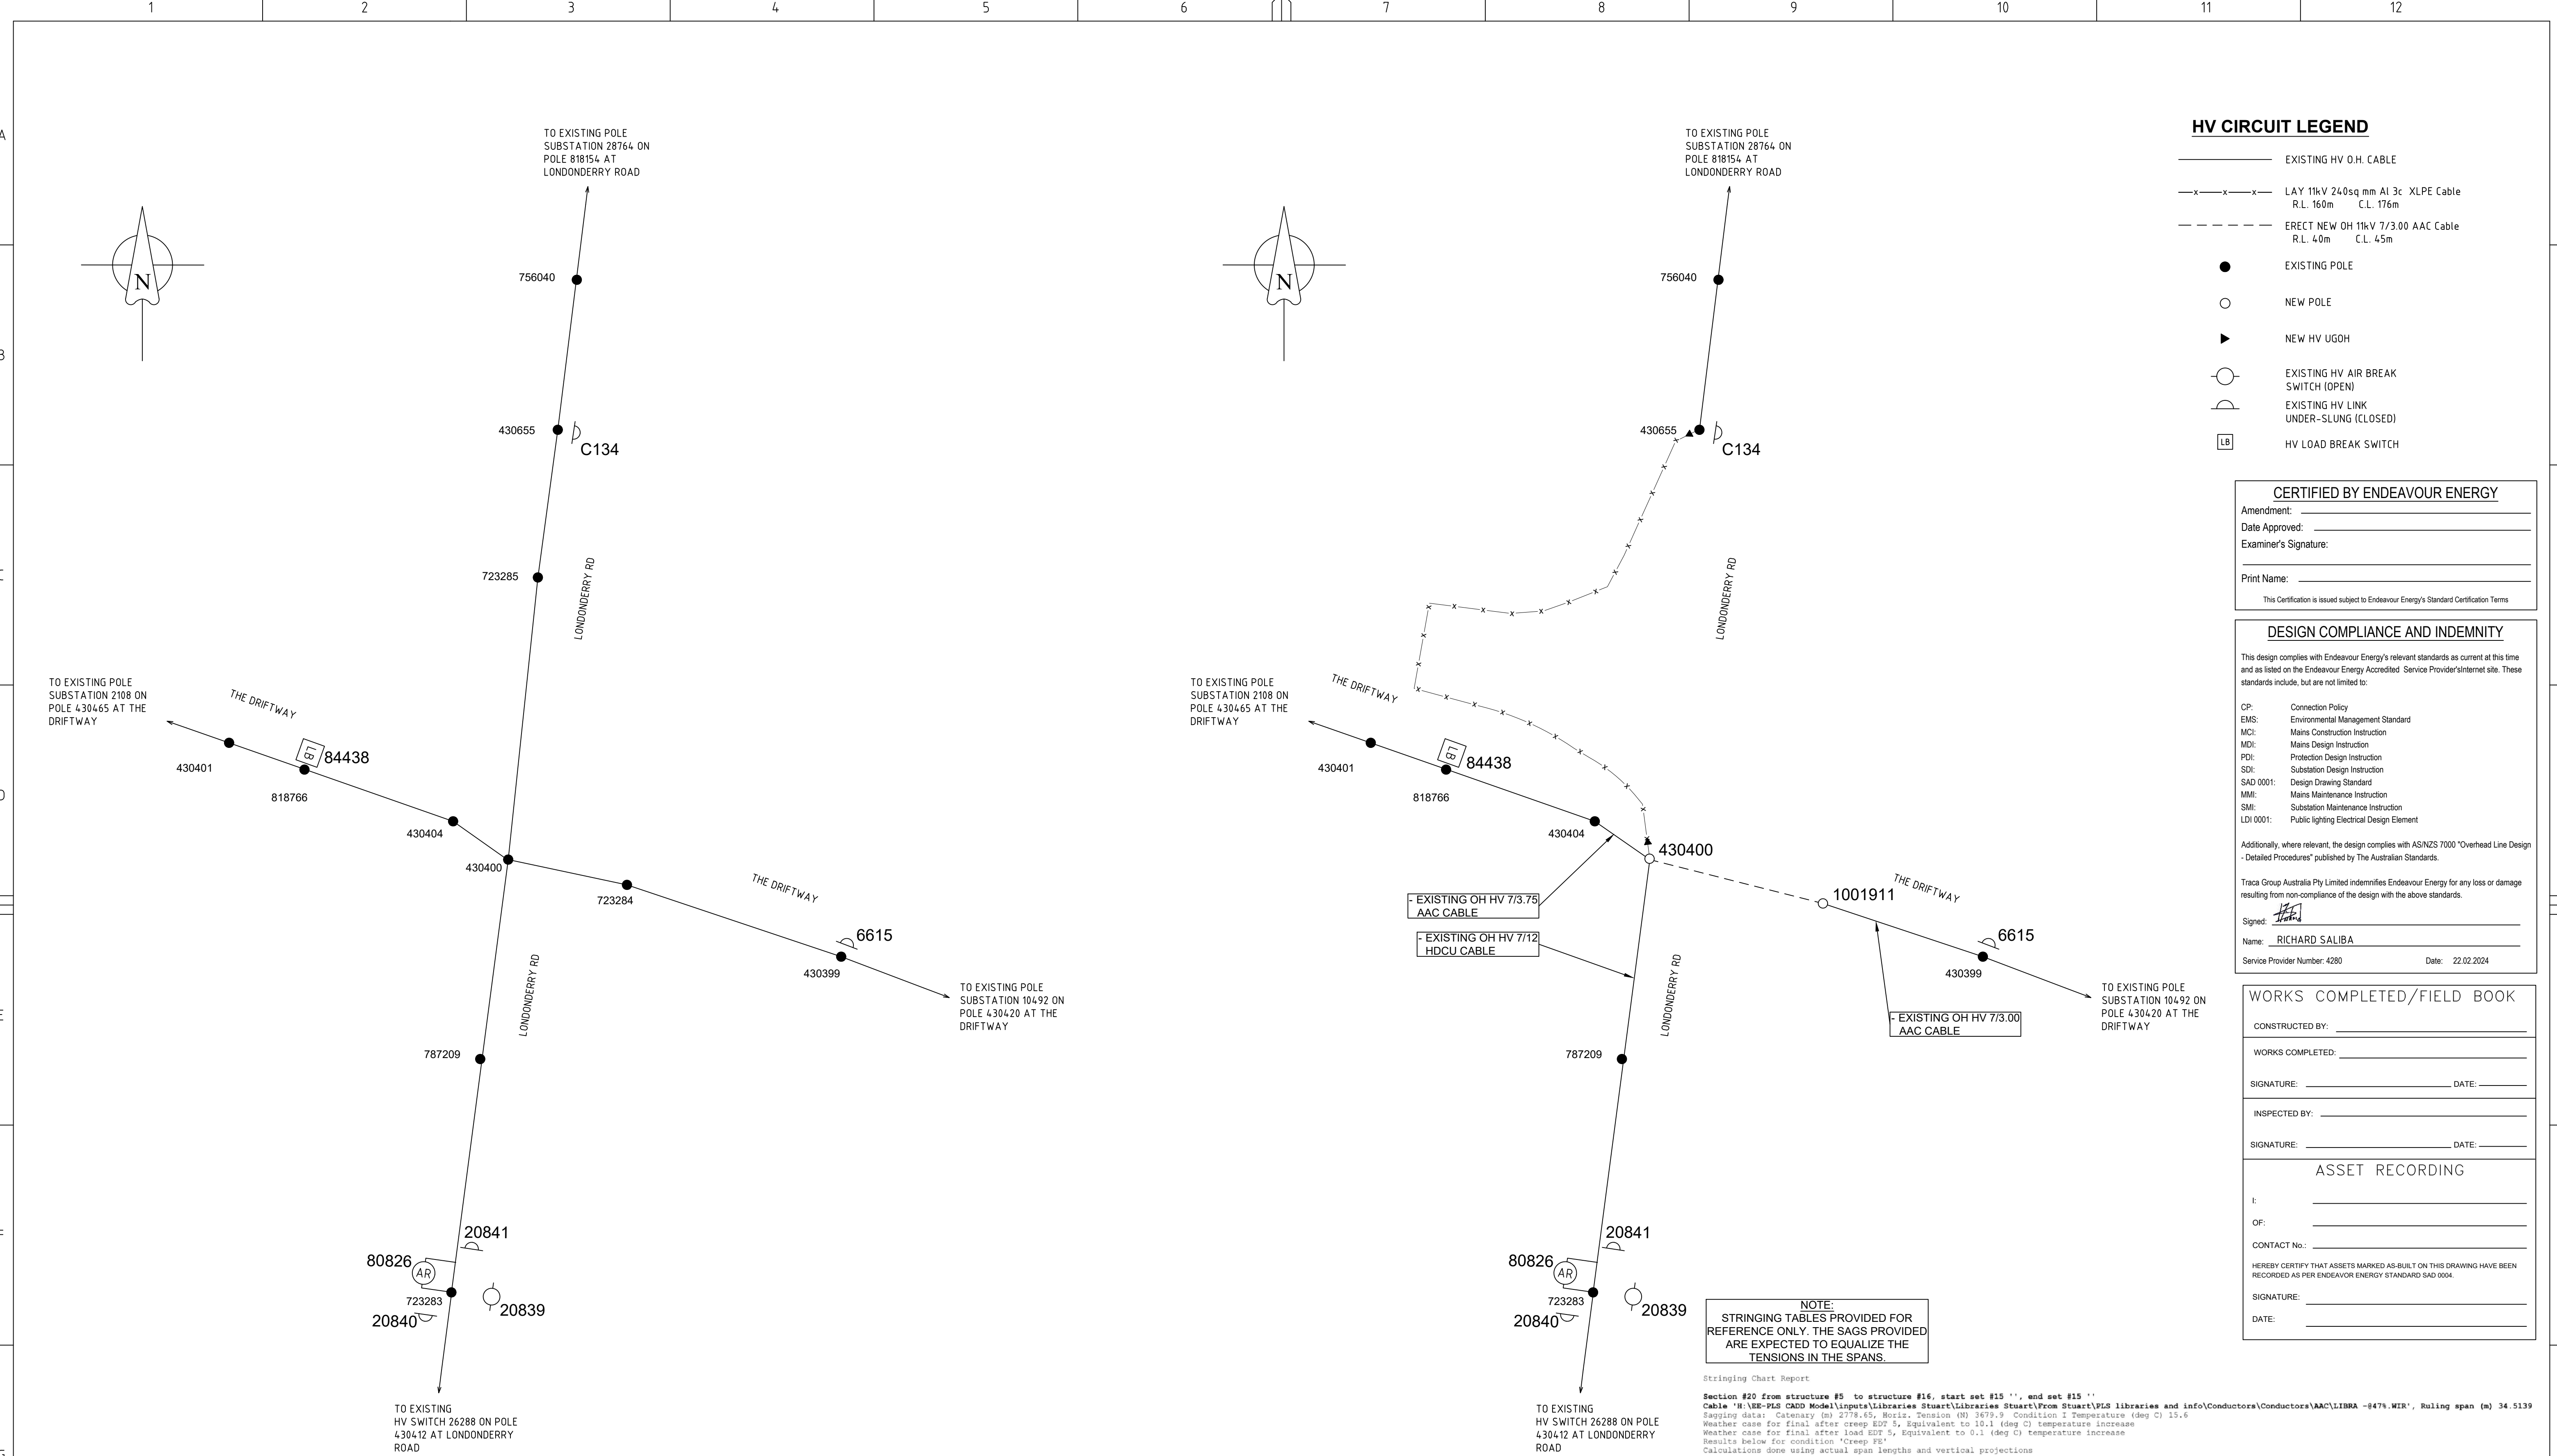 1
2
3
4
5
6
7
8
9
10
11
12
A
B
D
N
TO EXISTING POLE
SUBSTATION 28764 ON
POLE 818154 AT
LONDONDERRY ROAD
756040
430655
C134
723285
LONDONDERRY RD
TO EXISTING POLE
SUBSTATION 2108 ON
POLE 430465 AT THE
DRIFTWAY
THE DRIFTWAY
LB
84438
430401
818766
430404
430400
723284
THE DRIFTWAY
6615
430399
TO EXISTING POLE
SUBSTATION 10492 ON
POLE 430420 AT THE
DRIFTWAY
LONDONDERRY RD
787209
20841
80826
AR
723283
20839
20840
TO EXISTING
HV SWITCH 26288 ON POLE
430412 AT LONDONDERRY
ROAD
N
TO EXISTING POLE
SUBSTATION 28764 ON
POLE 818154 AT
LONDONDERRY ROAD
756040
430655
C134
LONDONDERRY RD
TO EXISTING POLE
SUBSTATION 2108 ON
POLE 430465 AT THE
DRIFTWAY
THE DRIFTWAY
LB
84438
430401
818766
430404
430400
- EXISTING OH HV 7/3.75
AAC CABLE
- EXISTING OH HV 7/12
HDCU CABLE
1001911
THE DRIFTWAY
6615
430399
- EXISTING OH HV 7/3.00
AAC CABLE
TO EXISTING POLE
SUBSTATION 10492 ON
POLE 430420 AT THE
DRIFTWAY
LONDONDERRY RD
787209
20841
80826
AR
723283
20839
20840
TO EXISTING
HV SWITCH 26288 ON POLE
430412 AT LONDONDERRY
ROAD
NOTE:
STRINGING TABLES PROVIDED FOR
REFERENCE ONLY. THE SAGS PROVIDED
ARE EXPECTED TO EQUALIZE THE
TENSIONS IN THE SPANS.
Stringing Chart Report
Section #20 from structure #5 to structure #16, start set #15 '', end set #15 ''
Cable 'H:\EE-PLS CADD Model\inputs\Libraries Stuart\Libraries Stuart\From Stuart\PLS libraries and info\Conductors\Conductors\AAC\LIBRA -@47%.WIR', Ruling span (m) 34.5139
Sagging data: Catenary (m) 2778.65, Horiz. Tension (N) 3679.9 Condition I Temperature (deg C) 15.6
Weather case for final after creep EDT 5, Equivalent to 10.1 (deg C) temperature increase
Weather case for final after load EDT 5, Equivalent to 0.1 (deg C) temperature increase
Results below for condition 'Creep FE'
Calculations done using actual span lengths and vertical projections
HV CIRCUIT LEGEND
EXISTING HV O.H. CABLE
LAY 11kV 240sq mm Al 3c XLPE Cable
R.L. 160m C.L. 176m
ERECT NEW OH 11kV 7/3.00 AAC Cable
R.L. 40m C.L. 45m
EXISTING POLE
NEW POLE
NEW HV UGOH
EXISTING HV AIR BREAK
SWITCH (OPEN)
EXISTING HV LINK
UNDER-SLUNG (CLOSED)
LB
HV LOAD BREAK SWITCH
CERTIFIED BY ENDEAVOUR ENERGY
Amendment:
Date Approved:
Examiner's Signature:
Print Name:
This Certification is issued subject to Endeavour Energy's Standard Certification Terms
DESIGN COMPLIANCE AND INDEMNITY
This design complies with Endeavour Energy's relevant standards as current at this time
and as listed on the Endeavour Energy Accredited Service Provider'sInternet site. These
standards include, but are not limited to:
CP: Connection Policy
EMS: Environmental Management Standard
MCI: Mains Construction Instruction
MDI: Mains Design Instruction
PDI: Protection Design Instruction
SDI: Substation Design Instruction
SAD 0001: Design Drawing Standard
MMI: Mains Maintenance Instruction
SMI: Substation Maintenance Instruction
LDI 0001: Public lighting Electrical Design Element
Additionally, where relevant, the design complies with AS/NZS 7000 "Overhead Line Design
- Detailed Procedures" published by The Australian Standards.
Traca Group Australia Pty Limited indemnifies Endeavour Energy for any loss or damage
resulting from non-compliance of the design with the above standards.
Signed:
Name: RICHARD SALIBA
Service Provider Number: 4280 Date: 22.02.2024
WORKS COMPLETED/FIELD BOOK
CONSTRUCTED BY:
WORKS COMPLETED:
SIGNATURE: DATE:
INSPECTED BY:
SIGNATURE: DATE:
ASSET RECORDING
I:
OF:
CONTACT No.:
HEREBY CERTIFY THAT ASSETS MARKED AS-BUILT ON THIS DRAWING HAVE BEEN
RECORDED AS PER ENDEAVOR ENERGY STANDARD SAD 0004.
SIGNATURE:
DATE: